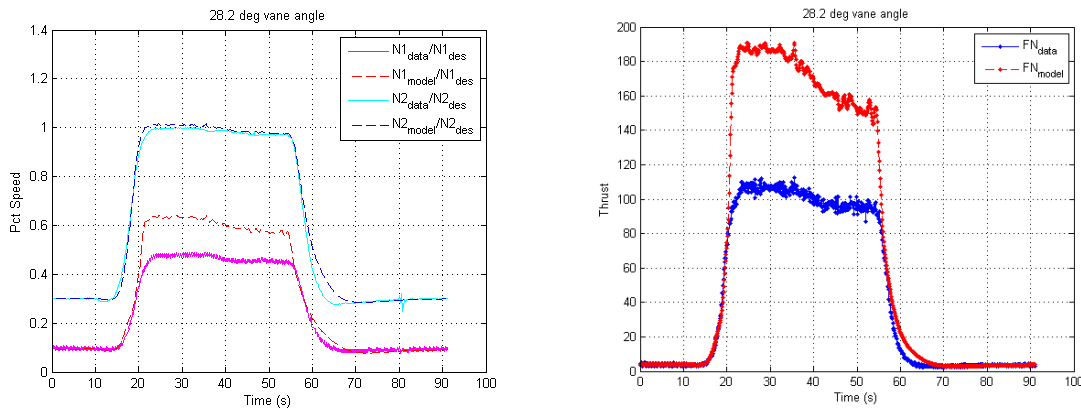 28.2 deg vane angle
1.4
1.2
1
0.8
0.6
0.4
0.2
0
Pct Speed
N1data/N1des
N1model/N1des
N2data/N2des
N2model/N2des
0 10 20 30 40 50 60 70 80 90 100
Time (s)
28.2 deg vane angle
200
180
160
140
120
100
80
60
40
20
0
Thrust
FNdata
FNmodel
0 10 20 30 40 50 60 70 80 90 100
Time (s)